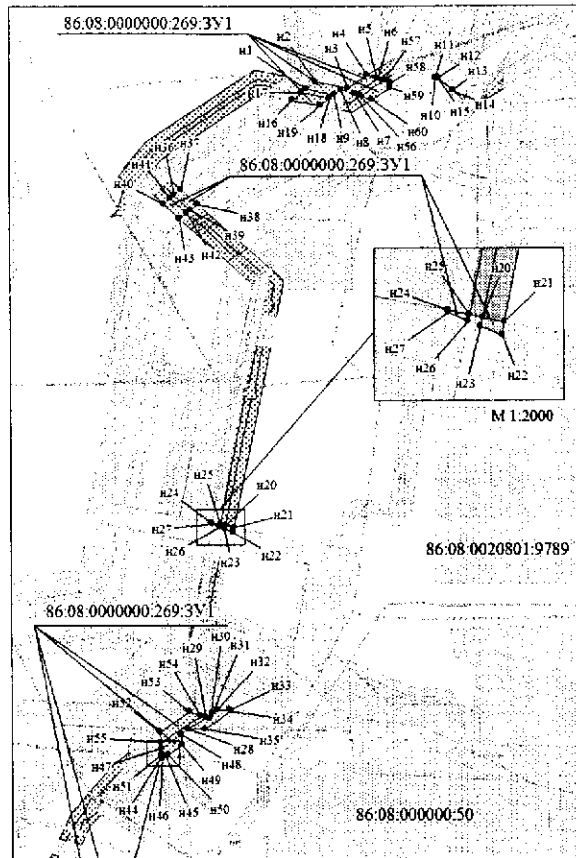 86:08:0000000:269:ЗУ1
н1
н2
н3
н4
н5
н6
н57
н58
н59
н60
н56
н7
н8
н9
н18
н19
н16
н17
н11
н12
н13
н14
н15
н10
86:08:0000000:269:ЗУ1
н41
н36
н37
н40
н38
н39
н42
н43
н25
н20
н21
н24
н27
н26
н23
н22
М 1:2000
н25
н20
н24
н21
н27
н26
н23
н22
86:08:0020801:9789
86:08:0000000:269:ЗУ1
н30
н29
н31
н54
н32
н53
н33
н52
н34
н55
н35
н28
н47
н48
н49
н51
н50
н44
н45
н46
86:08:000000:50